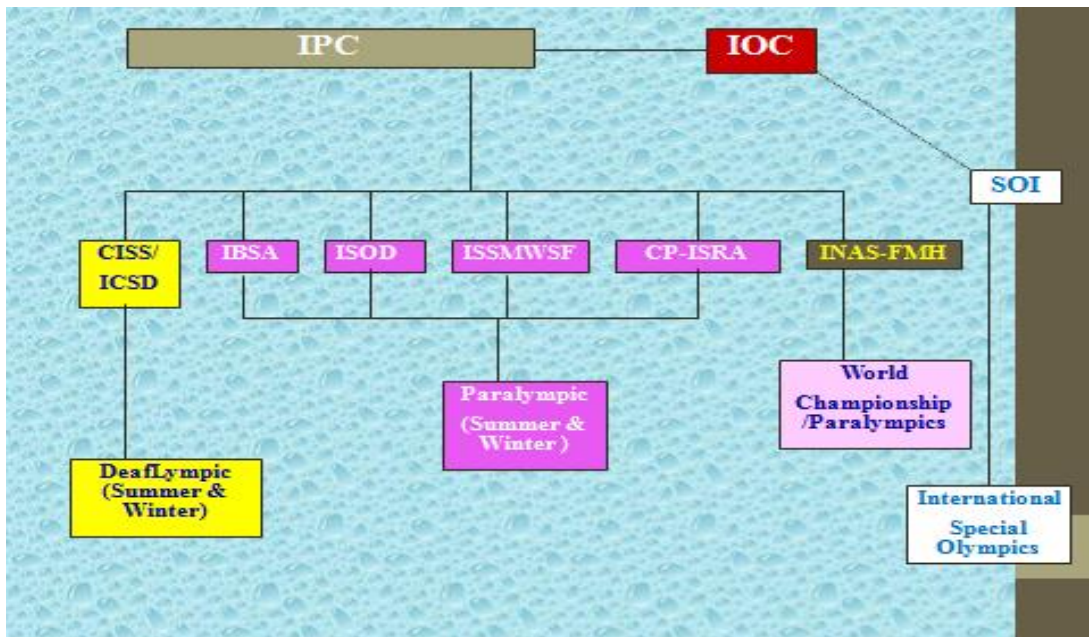 IPC
IOC
SOI
CISS/
ICSD
IBSA
ISOD
ISSMWSF
CP-ISRA
INAS-FMH
World
Championship
/Paralympics
Paralympic
(Summer &
Winter )
DeafLympic
(Summer &
Winter)
International
Special
Olympics